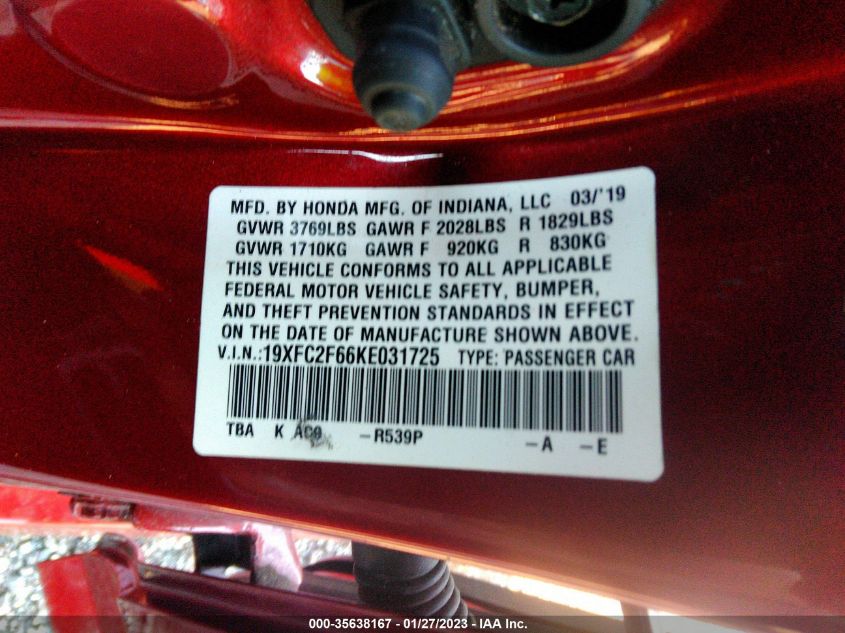 MFD. BY HONDA MFG. OF INDIANA, LLC 03/'19
GVWR 3769LBS GAWR F 2028LBS R 1829LBS
GVWR 1710KG GAWR F 920KG R 830KG
THIS VEHICLE CONFORMS TO ALL APPLICABLE
FEDERAL MOTOR VEHICLE SAFETY, BUMPER,
AND THEFT PREVENTION STANDARDS IN EFFECT
ON THE DATE OF MANUFACTURE SHOWN ABOVE.
V.I.N.:19XFC2F66KE031725 TYPE: PASSENGER CAR
TBA K -R539P -A -E
000-35638167 - 01/27/2023 - IAA Inc.